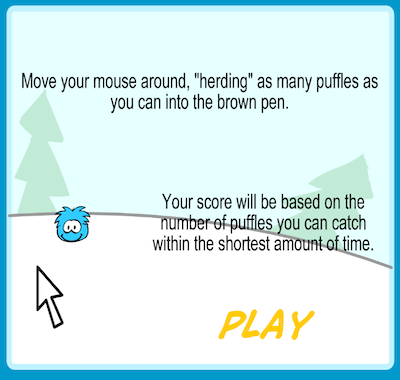 Move your mouse around, "herding" as many puffles as
you can into the brown pen.
Your score will be based on the
number of puffles you can catch
within the shortest amount of time.
PLAY